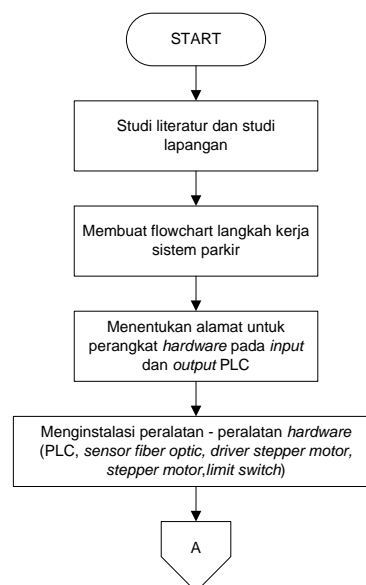 START
Studi literatur dan studi
lapangan
Membuat flowchart langkah kerja
sistem parkir
Menentukan alamat untuk
perangkat hardware pada input
dan output PLC
Menginstalasi peralatan - peralatan hardware
(PLC, sensor fiber optic, driver stepper motor,
stepper motor,limit switch)
A